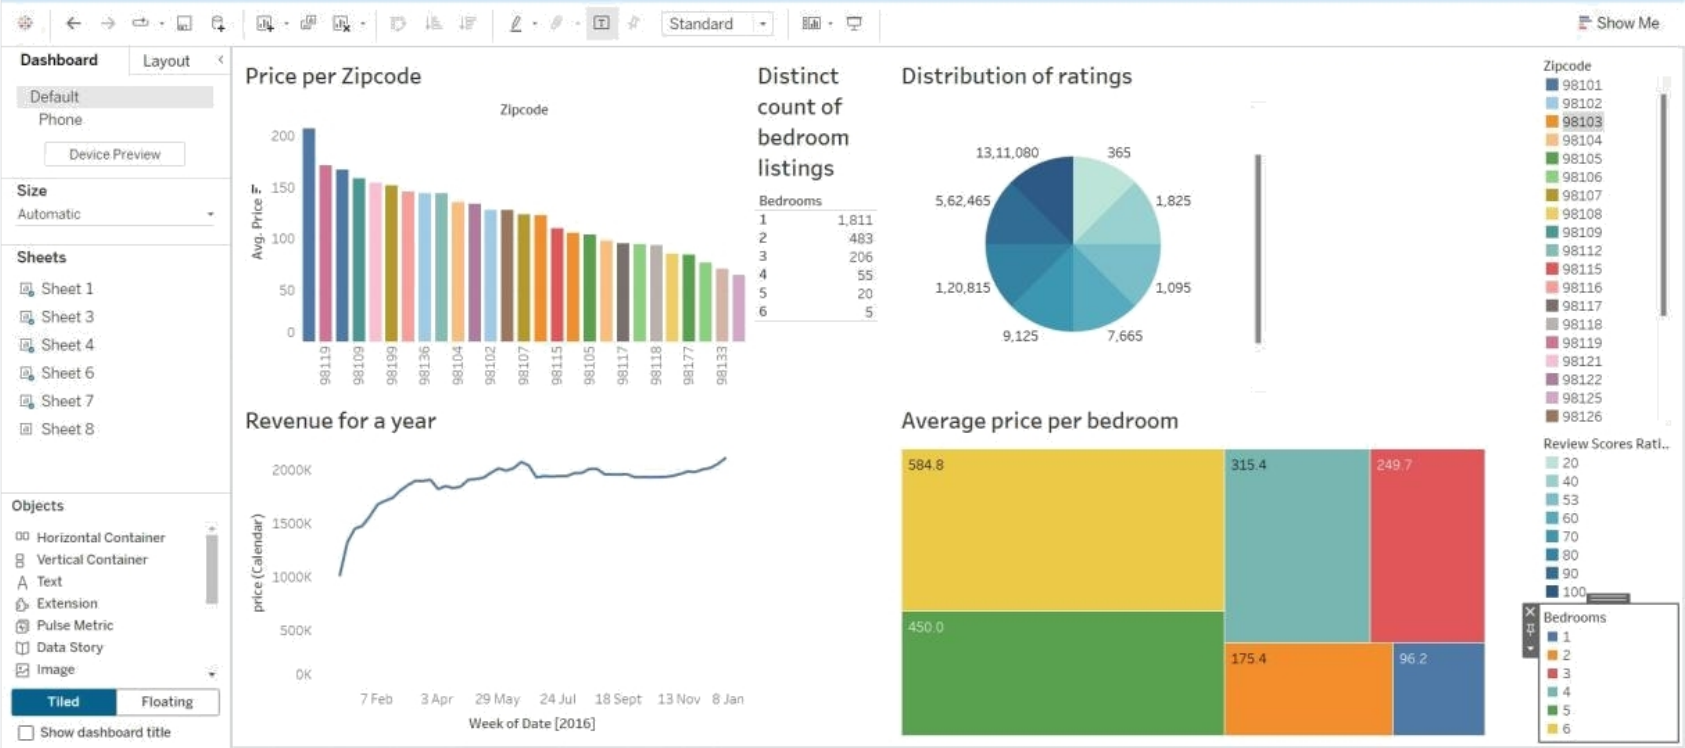 Standard
Show Me
Dashboard
Layout
Default
Phone
Device Preview
Size
Automatic
Sheets
Sheet 1
Sheet 3
Sheet 4
Sheet 6
Sheet 7
Sheet 8
Objects
Horizontal Container
Vertical Container
Text
Extension
Pulse Metric
Data Story
Image
Tiled
Floating
Show dashboard title
Price per Zipcode
Zipcode
Avg. Price
200
150
100
50
0
98119
98109
98199
98136
98104
98102
98107
98115
98105
98117
98118
98177
98133
Distinct
count of
bedroom
listings
Bedrooms
1 1,811
2 483
3 206
4 55
5 20
6 5
Distribution of ratings
13,11,080
365
5,62,465
1,825
1,20,815
1,095
9,125
7,665
Revenue for a year
price (Calendar)
2000K
1500K
1000K
500K
0K
7 Feb
3 Apr
29 May
24 Jul
18 Sept
13 Nov
8 Jan
Week of Date [2016]
Average price per bedroom
584.8
315.4
249.7
450.0
175.4
96.2
Zipcode
98101
98102
98103
98104
98105
98106
98107
98108
98109
98112
98115
98116
98117
98118
98119
98121
98122
98125
98126
Review Scores Rati..
20
40
53
60
70
80
90
100
Bedrooms
1
2
3
4
5
6